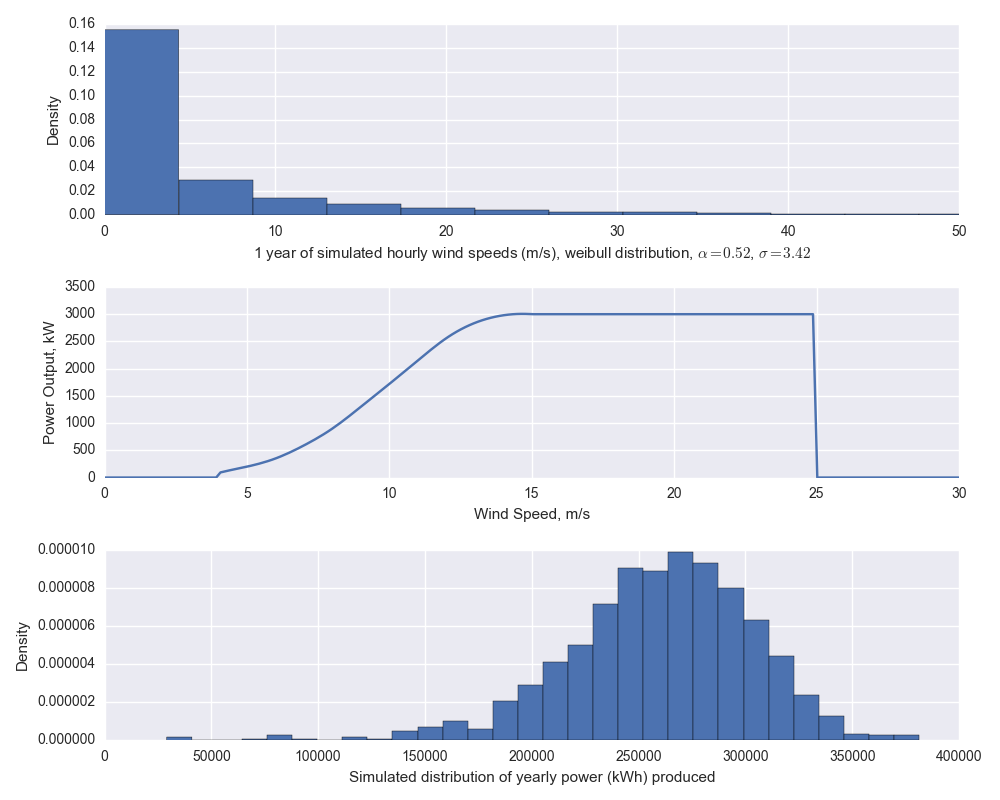 0.16
0.14
0.12
0.10
0.08
0.06
0.04
0.02
0.00
Density
0 10 20 30 40 50
1 year of simulated hourly wind speeds (m/s), weibull distribution, α=0.52, σ=3.42
3500
3000
2500
2000
1500
1000
500
0
Power Output, kW
0 5 10 15 20 25 30
Wind Speed, m/s
0.000010
0.000008
0.000006
0.000004
0.000002
0.000000
Density
0 50000 100000 150000 200000 250000 300000 350000 400000
Simulated distribution of yearly power (kWh) produced